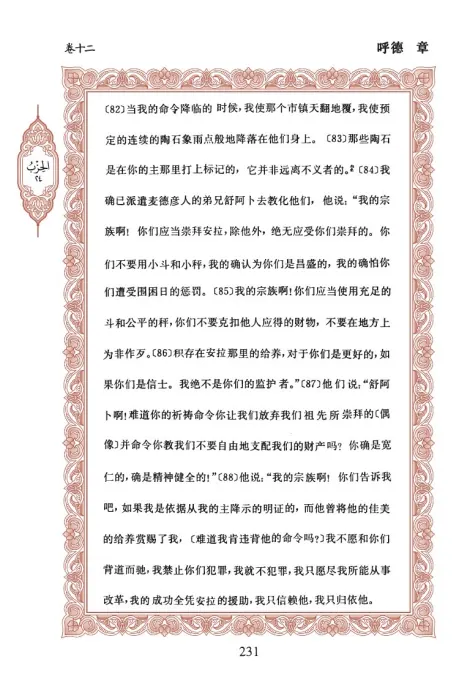 卷十二
呼德 章
الحزب
٢٤
〔82〕当我的命令降临的 时候，我使那个市镇天翻地覆，我使预
定的连续的陶石象雨点般地降落在他们身上。〔83〕那些陶石
是在你的主那里打上标记的，它并非远离不义者的。²〔84〕我
确已派遣麦德彦人的弟兄舒阿卜去教化他们，他说：“我的宗
族啊！你们应当崇拜安拉，除他外，绝无应受你们崇拜的。你
们不要用小斗和小秤，我的确认为你们是昌盛的，我的确怕你
们遭受围困日的惩罚。〔85〕我的宗族啊！你们应当使用充足的
斗和公平的秤，你们不要克扣他人应得的财物，不要在地方上
为非作歹。〔86〕积存在安拉那里的给养，对于你们是更好的，如
果你们是信士。我绝不是你们的监护者。”〔87〕他们说：“舒阿
卜啊！难道你的祈祷命令你让我们放弃我们祖先所崇拜的〔偶
像〕并命令你教我们不要自由地支配我们的财产吗？你确是宽
仁的，确是精神健全的！”〔88〕他说：“我的宗族啊！你们告诉我
吧，如果我是依据从我的主降示的明证的，而他曾将他的佳美
的给养赏赐了我，〔难道我肯违背他的命令吗？〕我不愿和你们
背道而驰，我禁止你们犯罪，我就不犯罪，我只愿尽我所能从事
改革，我的成功全凭安拉的援助，我只信赖他，我只归依他。
231